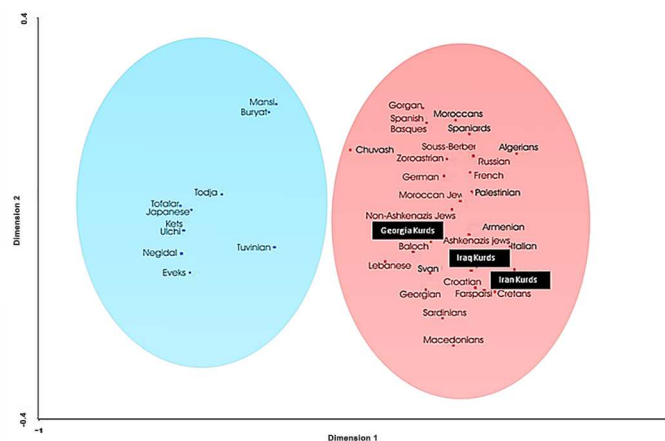 0.4
Mansi
Buryat
Todja
Tofalar
Japanese
Kets
Ulchi
Negidal
Tuvinian
Eveks
Gorgan
Spanish
Basques
Moroccans
Spaniards
Chuvash
Souss-Berber
Algerians
Zoroastrian
Russian
German
French
Moroccan Jew
Palestinian
Non-Ashkenazis Jews
Georgia Kurds
Armenian
Ashkenazis jews
Italian
Baloch
Iraq Kurds
Lebanese
Svan
Iran Kurds
Croatian
Georgian
Farsparsi
Cretans
Sardinians
Macedonians
Dimension 2
-0.4
-1
Dimension 1